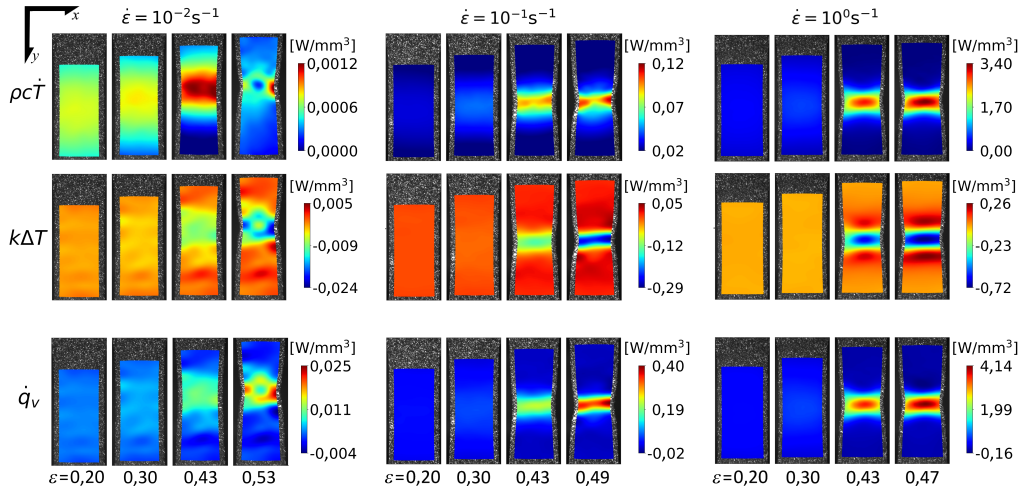 x
y
ε̇ = 10⁻²s⁻¹
ε̇ = 10⁻¹s⁻¹
ε̇ = 10⁰s⁻¹
ρcṪ
[W/mm³]
0,0012
0,0006
0,0000
[W/mm³]
0,12
0,07
0,02
[W/mm³]
3,40
1,70
0,00
kΔT
[W/mm³]
0,005
-0,009
-0,024
[W/mm³]
0,05
-0,12
-0,29
[W/mm³]
0,26
-0,23
-0,72
q̇ᵥ
[W/mm³]
0,025
0,011
-0,004
[W/mm³]
0,40
0,19
-0,02
[W/mm³]
4,14
1,99
-0,16
ε=0,20 0,30 0,43 0,53
ε=0,20 0,30 0,43 0,49
ε=0,20 0,30 0,43 0,47